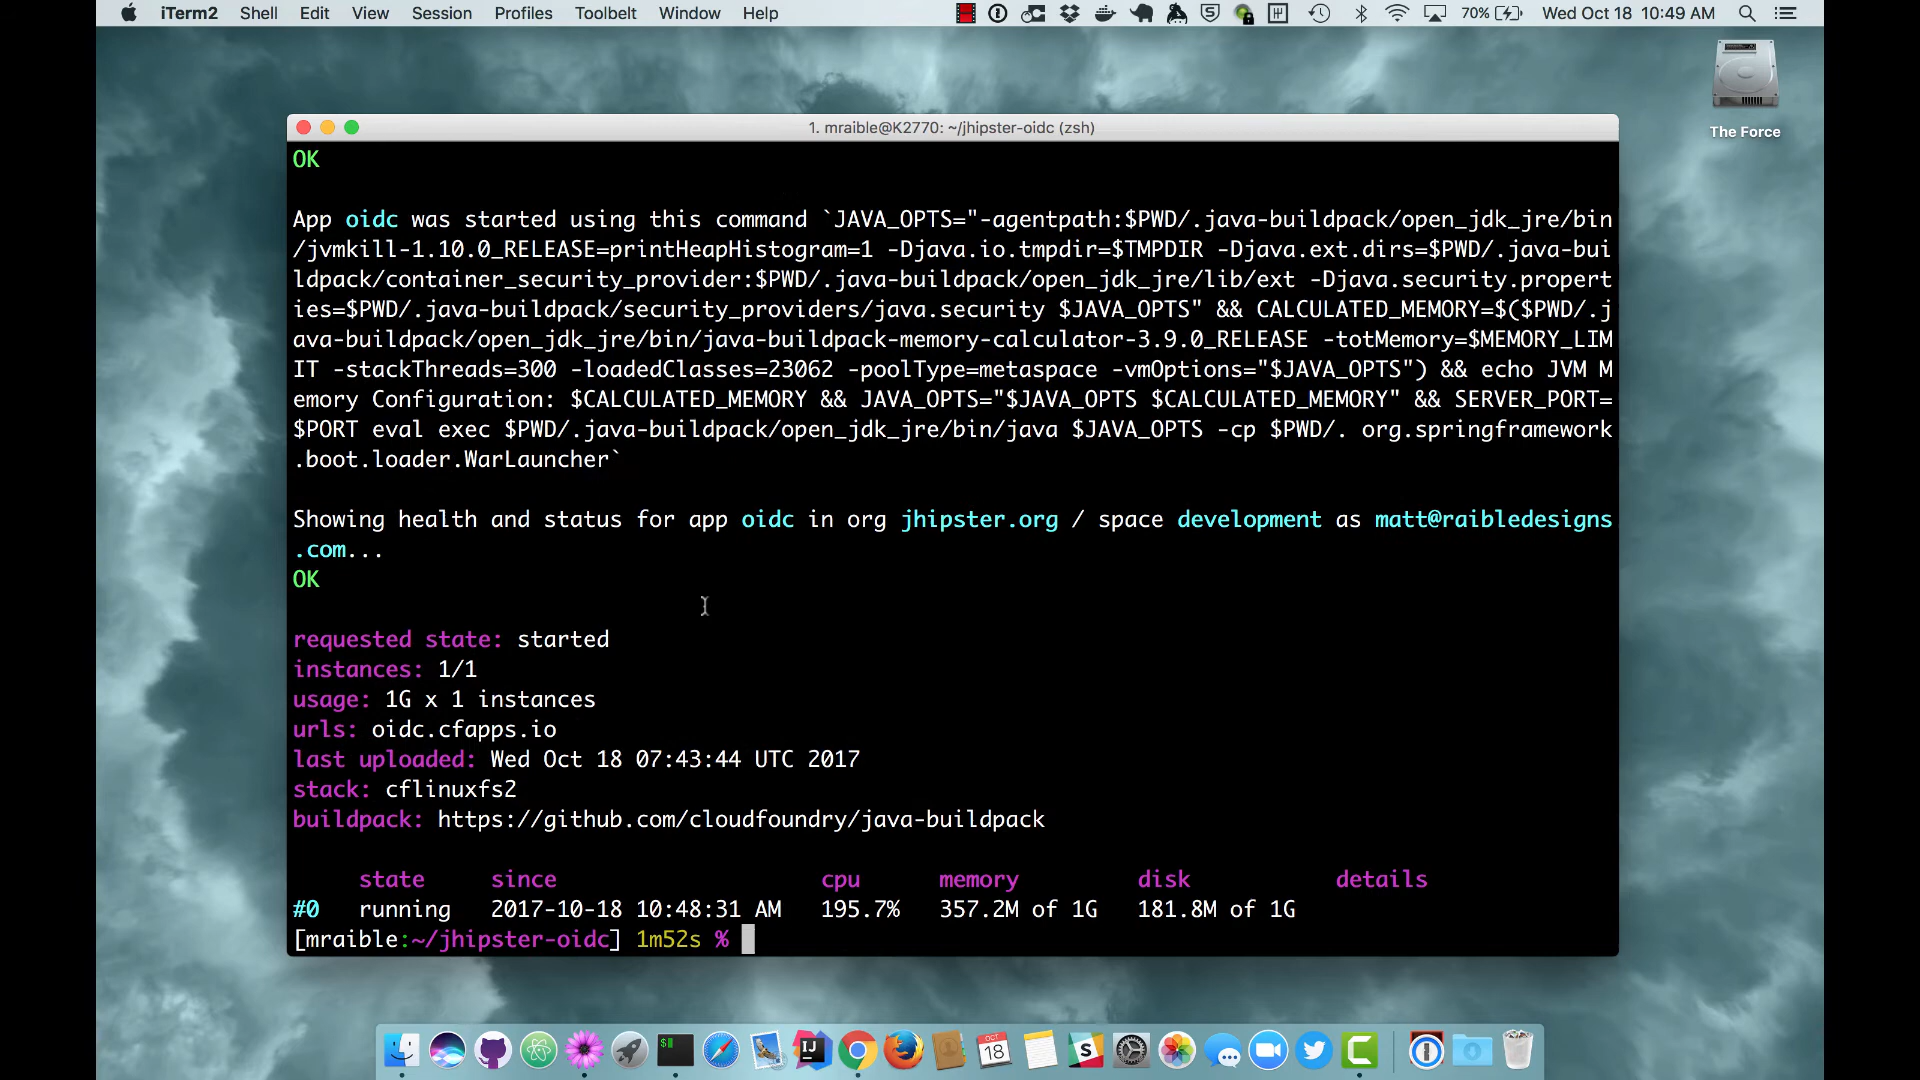 iTerm2 Shell Edit View Session Profiles Toolbelt Window Help 70% Wed Oct 18 10:49 AM
The Force
1. mraible@K2770: ~/jhipster-oidc (zsh)
OK
App oidc was started using this command `JAVA_OPTS="-agentpath:$PWD/.java-buildpack/open_jdk_jre/bin
/jvmkill-1.10.0_RELEASE=printHeapHistogram=1 -Djava.io.tmpdir=$TMPDIR -Djava.ext.dirs=$PWD/.java-bui
ldpack/container_security_provider:$PWD/.java-buildpack/open_jdk_jre/lib/ext -Djava.security.propert
ies=$PWD/.java-buildpack/security_providers/java.security $JAVA_OPTS" && CALCULATED_MEMORY=$($PWD/.j
ava-buildpack/open_jdk_jre/bin/java-buildpack-memory-calculator-3.9.0_RELEASE -totMemory=$MEMORY_LIM
IT -stackThreads=300 -loadedClasses=23062 -poolType=metaspace -vmOptions="$JAVA_OPTS") && echo JVM M
emory Configuration: $CALCULATED_MEMORY && JAVA_OPTS="$JAVA_OPTS $CALCULATED_MEMORY" && SERVER_PORT=
$PORT eval exec $PWD/.java-buildpack/open_jdk_jre/bin/java $JAVA_OPTS -cp $PWD/. org.springframework
.boot.loader.WarLauncher`
Showing health and status for app oidc in org jhipster.org / space development as matt@raibledesigns
.com...
OK
requested state: started
instances: 1/1
usage: 1G x 1 instances
urls: oidc.cfapps.io
last uploaded: Wed Oct 18 07:43:44 UTC 2017
stack: cflinuxfs2
buildpack: https://github.com/cloudfoundry/java-buildpack
state since cpu memory disk details
#0 running 2017-10-18 10:48:31 AM 195.7% 357.2M of 1G 181.8M of 1G
[mraible:~/jhipster-oidc] 1m52s %
$ IJ OCT 18 S C